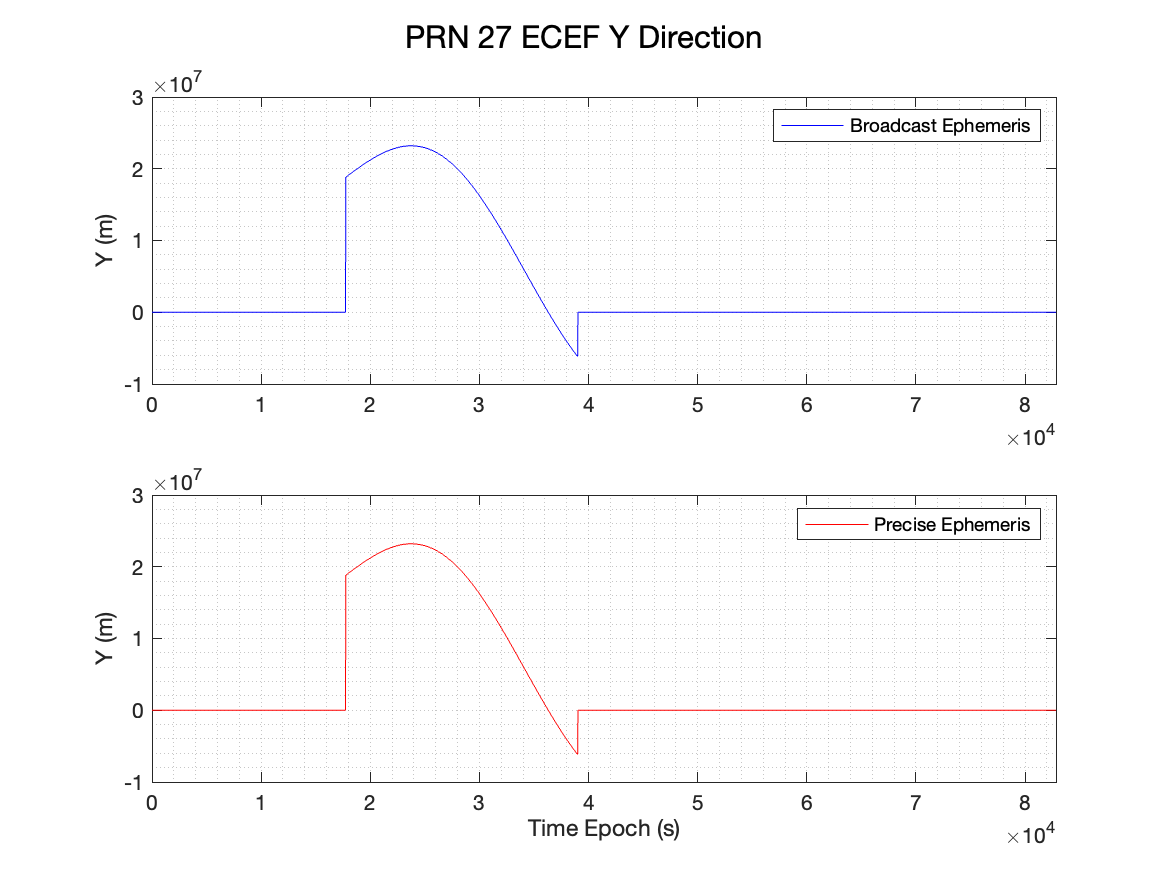 PRN 27 ECEF Y Direction
×10^7
3
2
1
0
-1
Y (m)
Broadcast Ephemeris
0 1 2 3 4 5 6 7 8
×10^4
×10^7
3
2
1
0
-1
Y (m)
Precise Ephemeris
0 1 2 3 4 5 6 7 8
Time Epoch (s)
×10^4